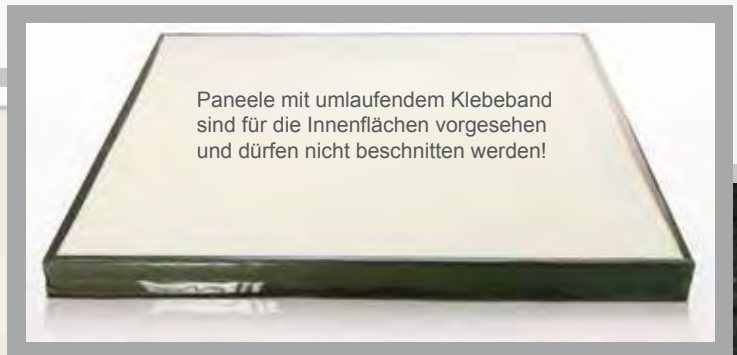 Paneele mit umlaufendem Klebeband
sind für die Innenflächen vorgesehen
und dürfen nicht beschnitten werden!